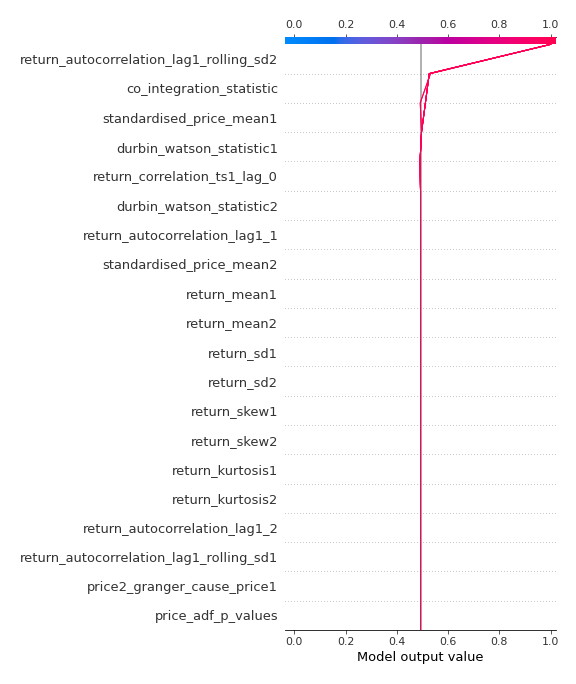 0.0 0.2 0.4 0.6 0.8 1.0
return_autocorrelation_lag1_rolling_sd2
co_integration_statistic
standardised_price_mean1
durbin_watson_statistic1
return_correlation_ts1_lag_0
durbin_watson_statistic2
return_autocorrelation_lag1_1
standardised_price_mean2
return_mean1
return_mean2
return_sd1
return_sd2
return_skew1
return_skew2
return_kurtosis1
return_kurtosis2
return_autocorrelation_lag1_2
return_autocorrelation_lag1_rolling_sd1
price2_granger_cause_price1
price_adf_p_values
0.0 0.2 0.4 0.6 0.8 1.0
Model output value